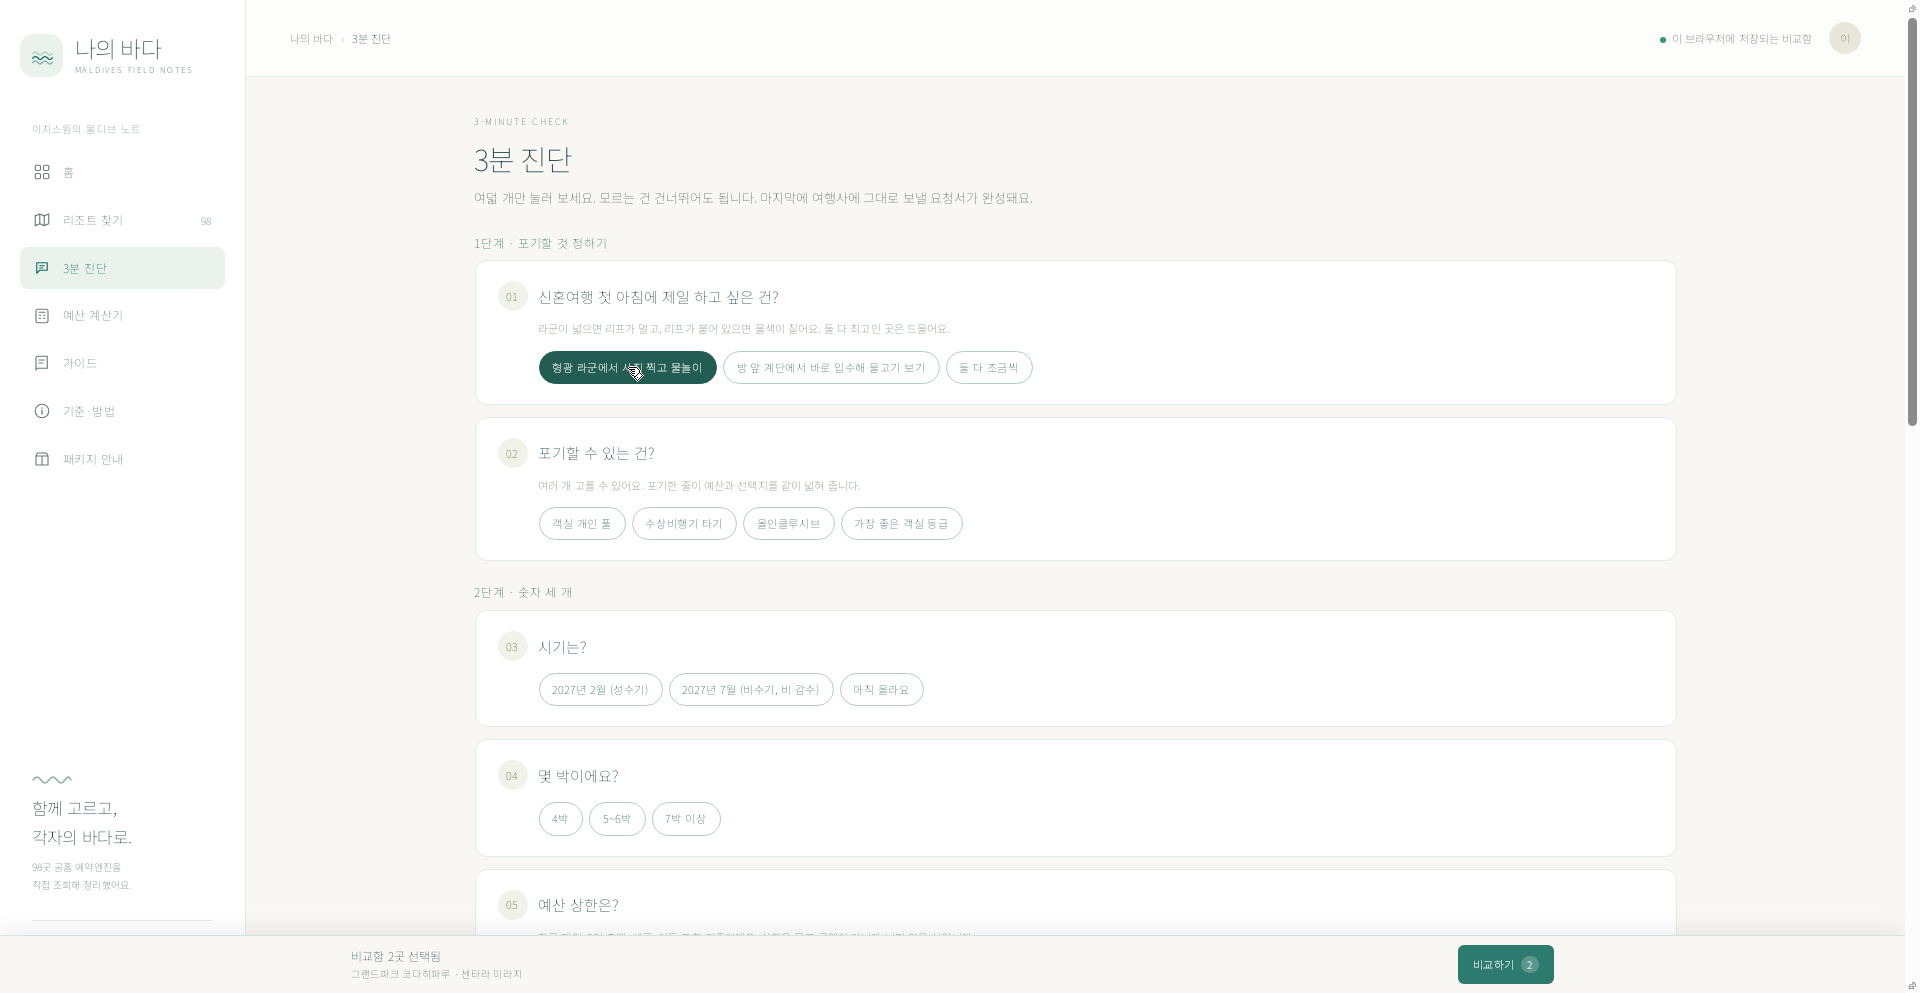 나의 바다
MALDIVES FIELD NOTES
이지스윔의 몰디브 노트
홈
리조트 찾기 98
3분 진단
예산 계산기
가이드
기준·방법
패키지 안내
함께 고르고,
각자의 바다로.
98곳 공홈 예약엔진을
직접 조회해 정리했어요.
나의 바다 › 3분 진단
이 브라우저에 저장되는 비교함 이
3-MINUTE CHECK
3분 진단
여덟 개만 눌러 보세요. 모르는 건 건너뛰어도 됩니다. 마지막에 여행사에 그대로 보낼 요청서가 완성돼요.
1단계 · 포기할 것 정하기
01 신혼여행 첫 아침에 제일 하고 싶은 건?
라군이 넓으면 리프가 멀고, 리프가 붙어 있으면 물색이 짙어요. 둘 다 최고인 곳은 드물어요.
형광 라군에서 사진 찍고 물놀이 방 앞 계단에서 바로 입수해 물고기 보기 둘 다 조금씩
02 포기할 수 있는 건?
여러 개 고를 수 있어요. 포기한 줄이 예산과 선택지를 같이 넓혀 줍니다.
객실 개인 풀 수상비행기 타기 올인클루시브 가장 좋은 객실 등급
2단계 · 숫자 세 개
03 시기는?
2027년 2월 (성수기) 2027년 7월 (비수기, 비 감수) 아직 몰라요
04 몇 박이에요?
4박 5~6박 7박 이상
05 예산 상한은?
비교함 2곳 선택됨
그랜드파크 코다히파루 · 센타라 미라지
비교하기 2